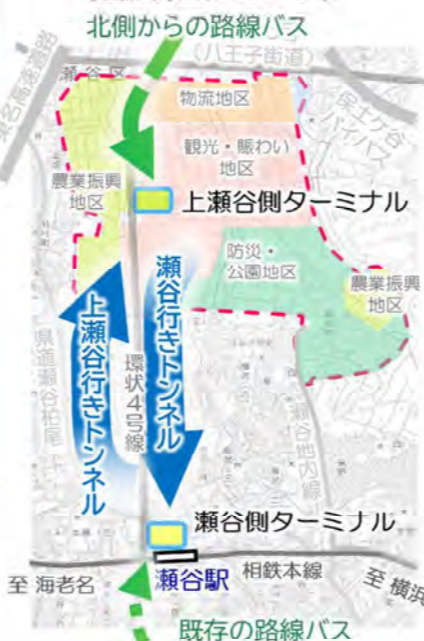 北側からの路線バス
(八王子街道)
瀬谷区
東名高速道路
物流地区
保土ケ谷
バイパス
観光・賑わい
地区
農業振興
地区
上瀬谷側ターミナル
防災・
公園地区
農業振興
地区
瀬谷行きトンネル
上瀬谷行きトンネル
環状4号線
県道瀬谷柏尾
瀬谷地内線
瀬谷側ターミナル
至 海老名
瀬谷駅
相鉄本線
至 横浜
既存の路線バス